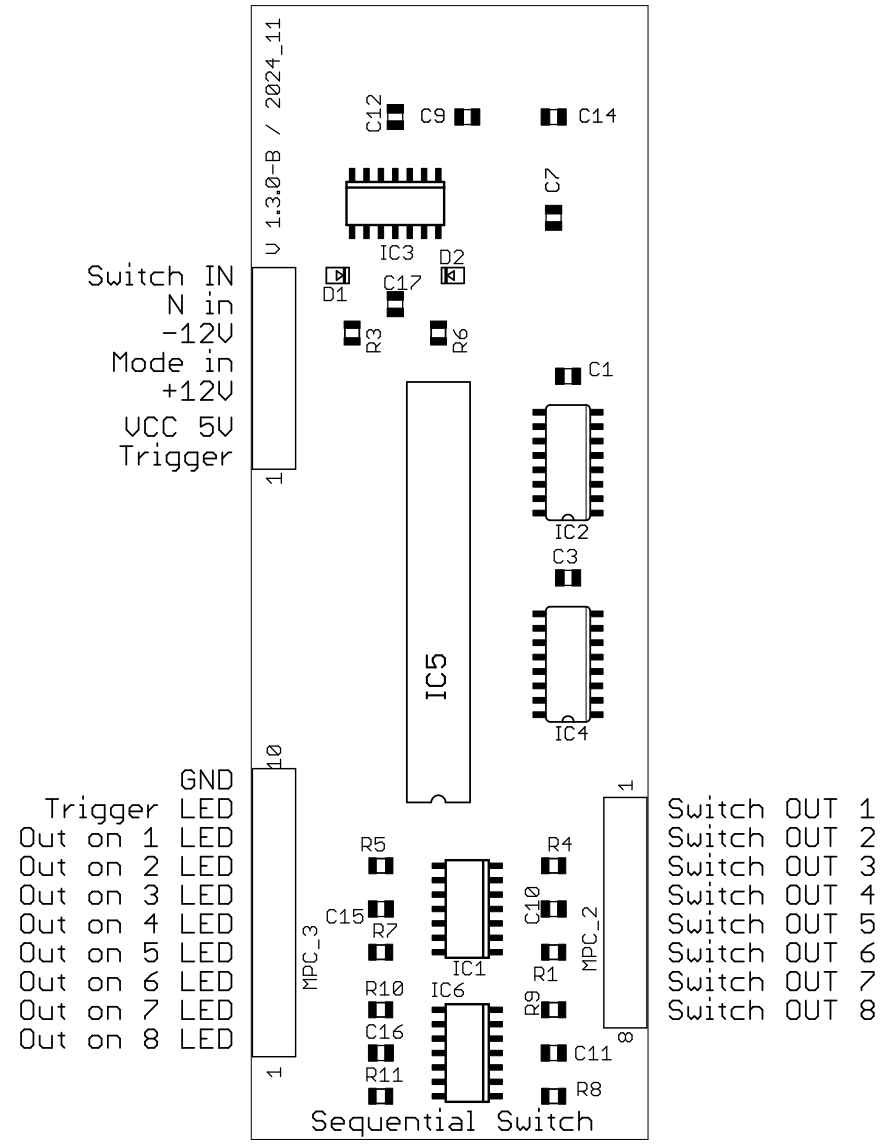 V 1.3.0-B / 2024_11
C12
C9
C14
C7
IC3
D2
Switch IN
D1
C17
N in
-12V
R3
R6
Mode in
C1
+12V
VCC 5V
Trigger
1
IC2
C3
IC5
IC4
10
GND
1
Trigger LED
Switch OUT 1
Out on 1 LED
Switch OUT 2
R5
R4
Out on 2 LED
Switch OUT 3
Out on 3 LED
Switch OUT 4
C15
C10
Out on 4 LED
Switch OUT 5
R7
MPC_3
MPC_2
Out on 5 LED
Switch OUT 6
IC1
R1
Out on 6 LED
Switch OUT 7
R10
IC6
R9
Out on 7 LED
Switch OUT 8
C16
8
Out on 8 LED
C11
1
R11
R8
Sequential Switch